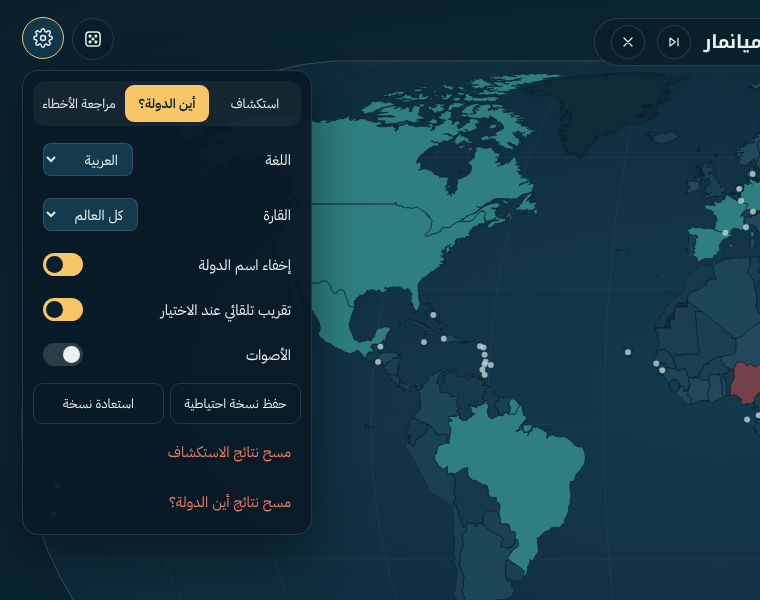 ميانمار
استكشاف
أين الدولة؟
مراجعة الأخطاء
اللغة
العربية
القارة
كل العالم
إخفاء اسم الدولة
تقريب تلقائي عند الاختيار
الأصوات
حفظ نسخة احتياطية
استعادة نسخة
مسح نتائج الاستكشاف
مسح نتائج أين الدولة؟